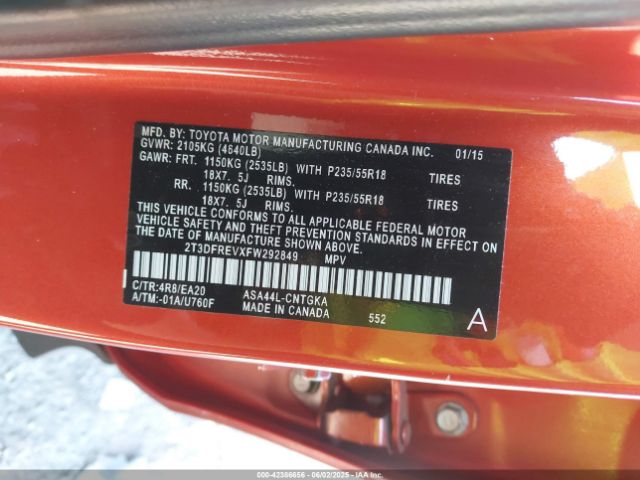 MFD. BY: TOYOTA MOTOR MANUFACTURING CANADA INC. 01/15
GVWR: 2105KG (4640LB)
GAWR: FRT. 1150KG (2535LB) WITH P235/55R18 TIRES
18X7. 5J RIMS.
RR. 1150KG (2535LB) WITH P235/55R18 TIRES
18X7. 5J RIMS.
THIS VEHICLE CONFORMS TO ALL APPLICABLE FEDERAL MOTOR
VEHICLE SAFETY AND THEFT PREVENTION STANDARDS IN EFFECT ON
THE DATE OF MANUFACTURE SHOWN ABOVE.
2T3DFREVXFW292849 MPV
C/TR: 4R8/EA20 ASA44L-CNTGKA
A/TM: -01A/U760F MADE IN CANADA 552 A
000-42386656 06/02/2025 IAAI.COM